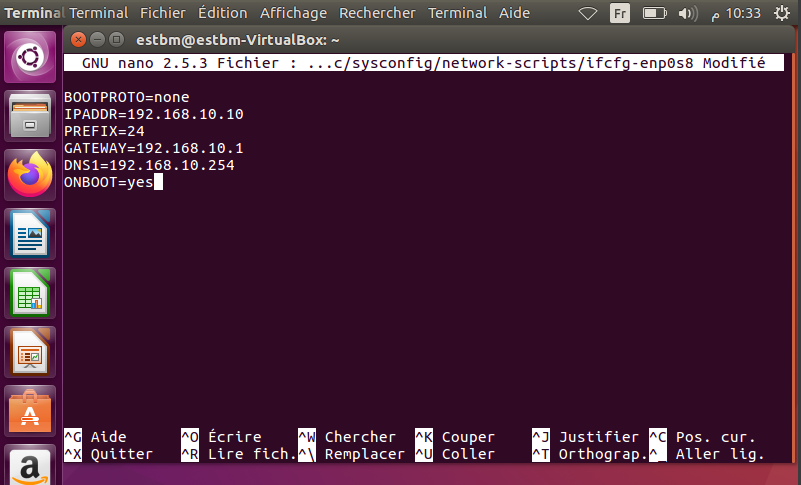 Terminal Terminal Fichier Édition Affichage Rechercher Terminal Aide Fr م 10:33
estbm@estbm-VirtualBox: ~
GNU nano 2.5.3 Fichier : ...c/sysconfig/network-scripts/ifcfg-enp0s8 Modifié
BOOTPROTO=none
IPADDR=192.168.10.10
PREFIX=24
GATEWAY=192.168.10.1
DNS1=192.168.10.254
ONBOOT=yes
^G Aide ^O Écrire ^W Chercher ^K Couper ^J Justifier ^C Pos. cur.
^X Quitter ^R Lire fich. ^\ Remplacer ^U Coller ^T Orthograp. ^_ Aller lig.